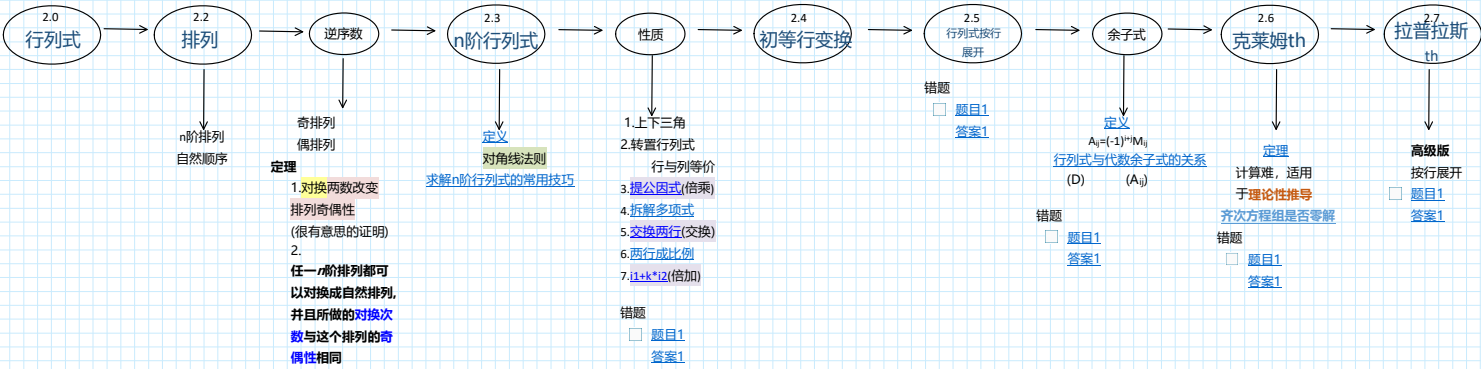 2.0
行列式
2.2
排列
逆序数
2.3
n阶行列式
性质
2.4
初等行变换
2.5
行列式按行
展开
余子式
2.6
克莱姆th
2.7
拉普拉斯
th
n阶排列
自然顺序
奇排列
偶排列
定理
1.对换两数改变
排列奇偶性
(很有意思的证明)
2.
任一n阶排列都可
以对换成自然排列,
并且所做的对换次
数与这个排列的奇
偶性相同
定义
对角线法则
求解n阶行列式的常用技巧
1.上下三角
2.转置行列式
行与列等价
3.提公因式(倍乘)
4.拆解多项式
5.交换两行(交换)
6.两行成比例
7.i1+k*i2(倍加)
错题
题目1
答案1
错题
题目1
答案1
定义
Aᵢⱼ=(-1)ⁱ⁺ʲMᵢⱼ
行列式与代数余子式的关系
(D) (Aᵢⱼ)
错题
题目1
答案1
定理
计算难，适用
于理论性推导
齐次方程组是否零解
错题
题目1
答案1
高级版
按行展开
题目1
答案1